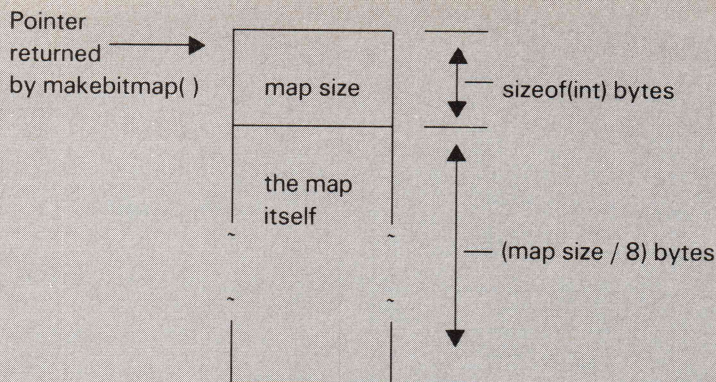 Pointer
returned
by makebitmap( )
map size
sizeof(int) bytes
the map
itself
~ ~
(map size / 8) bytes
~ ~